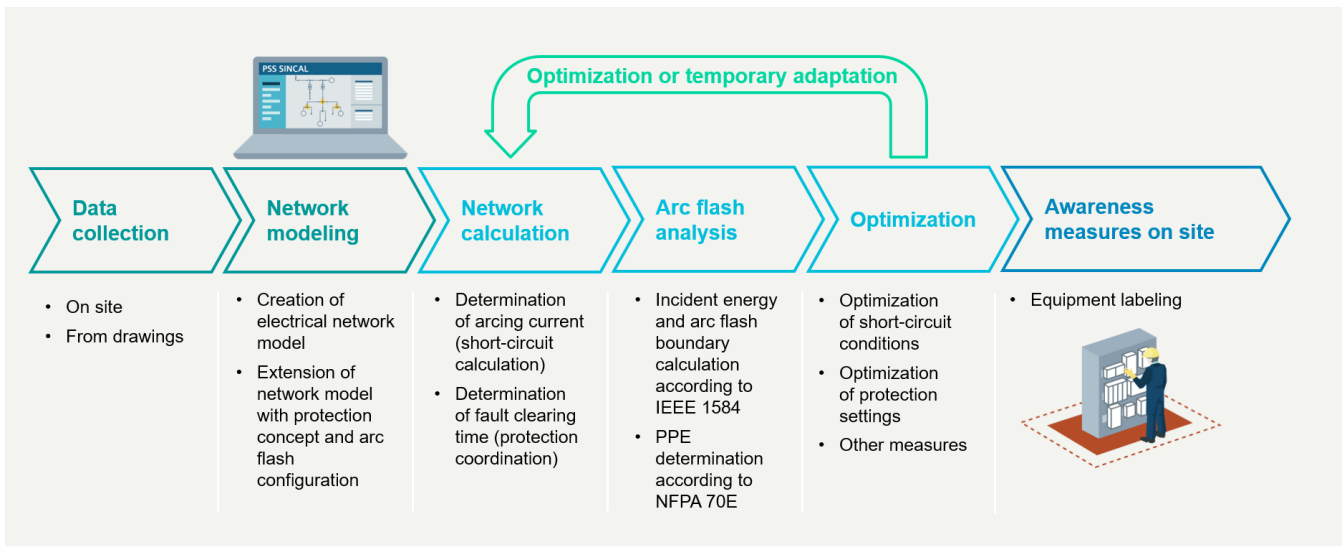 PSS SINCAL
Optimization or temporary adaptation
Data
collection
Network
modeling
Network
calculation
Arc flash
analysis
Optimization
Awareness
measures on site
• On site
• From drawings
• Creation of
electrical network
model
• Extension of
network model
with protection
concept and arc
flash
configuration
• Determination
of arcing current
(short-circuit
calculation)
• Determination
of fault clearing
time (protection
coordination)
• Incident energy
and arc flash
boundary
calculation
according to
IEEE 1584
• PPE
determination
according to
NFPA 70E
• Optimization
of short-circuit
conditions
• Optimization
of protection
settings
• Other measures
• Equipment labeling